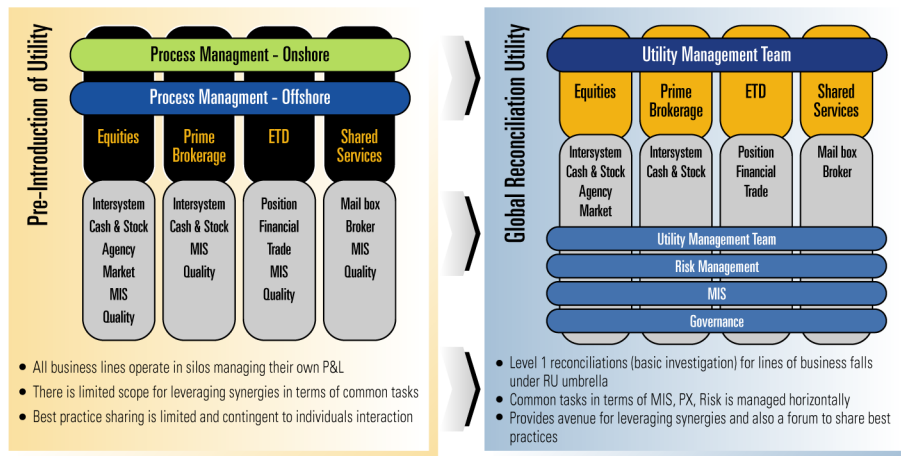 Pre-Introduction of Utility
Process Managment - Onshore
Process Managment - Offshore
Equities
Prime
Brokerage
ETD
Shared
Services
Intersystem
Cash & Stock
Agency
Market
MIS
Quality
Intersystem
Cash & Stock
MIS
Quality
Position
Financial
Trade
MIS
Quality
Mail box
Broker
MIS
Quality
• All business lines operate in silos managing their own P&L
• There is limited scope for leveraging synergies in terms of common tasks
• Best practice sharing is limited and contingent to individuals interaction
Global Reconciliation Utility
Utility Management Team
Equities
Prime
Brokerage
ETD
Shared
Services
Intersystem
Cash & Stock
Agency
Market
Intersystem
Cash & Stock
Position
Financial
Trade
Mail box
Broker
Utility Management Team
Risk Management
MIS
Governance
• Level 1 reconciliations (basic investigation) for lines of business falls
under RU umbrella
• Common tasks in terms of MIS, PX, Risk is managed horizontally
• Provides avenue for leveraging synergies and also a forum to share best
practices